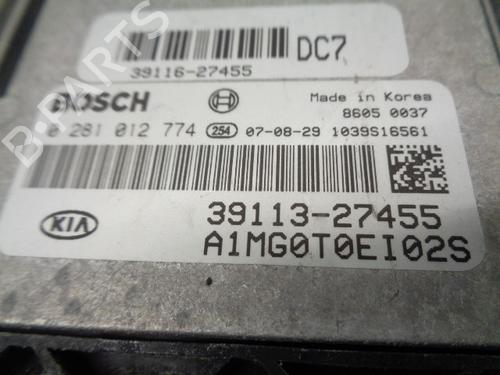 DC7
39116-27455
BOSCH
Made in Korea
8605 0037
0 281 012 774 254 07-08-29 1039S16561
KIA
39113-27455
A1MG0T0EI02S
B-PARTS